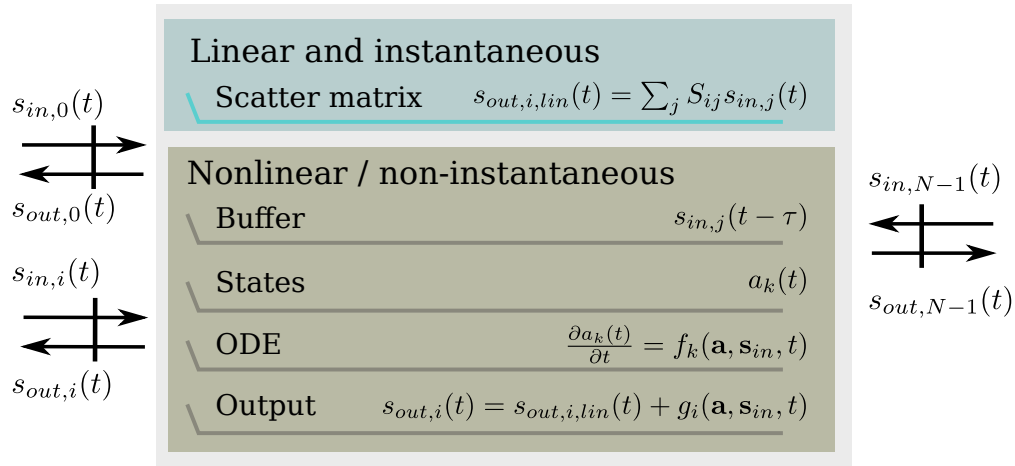 s_{in,0}(t)
s_{out,0}(t)
s_{in,i}(t)
s_{out,i}(t)
Linear and instantaneous
Scatter matrix s_{out,i,lin}(t) = ∑_j S_{ij}s_{in,j}(t)
Nonlinear / non-instantaneous
Buffer s_{in,j}(t − τ)
States a_k(t)
ODE ∂a_k(t)/∂t = f_k(𝐚, 𝐬_{in}, t)
Output s_{out,i}(t) = s_{out,i,lin}(t) + g_i(𝐚, 𝐬_{in}, t)
s_{in,N−1}(t)
s_{out,N−1}(t)